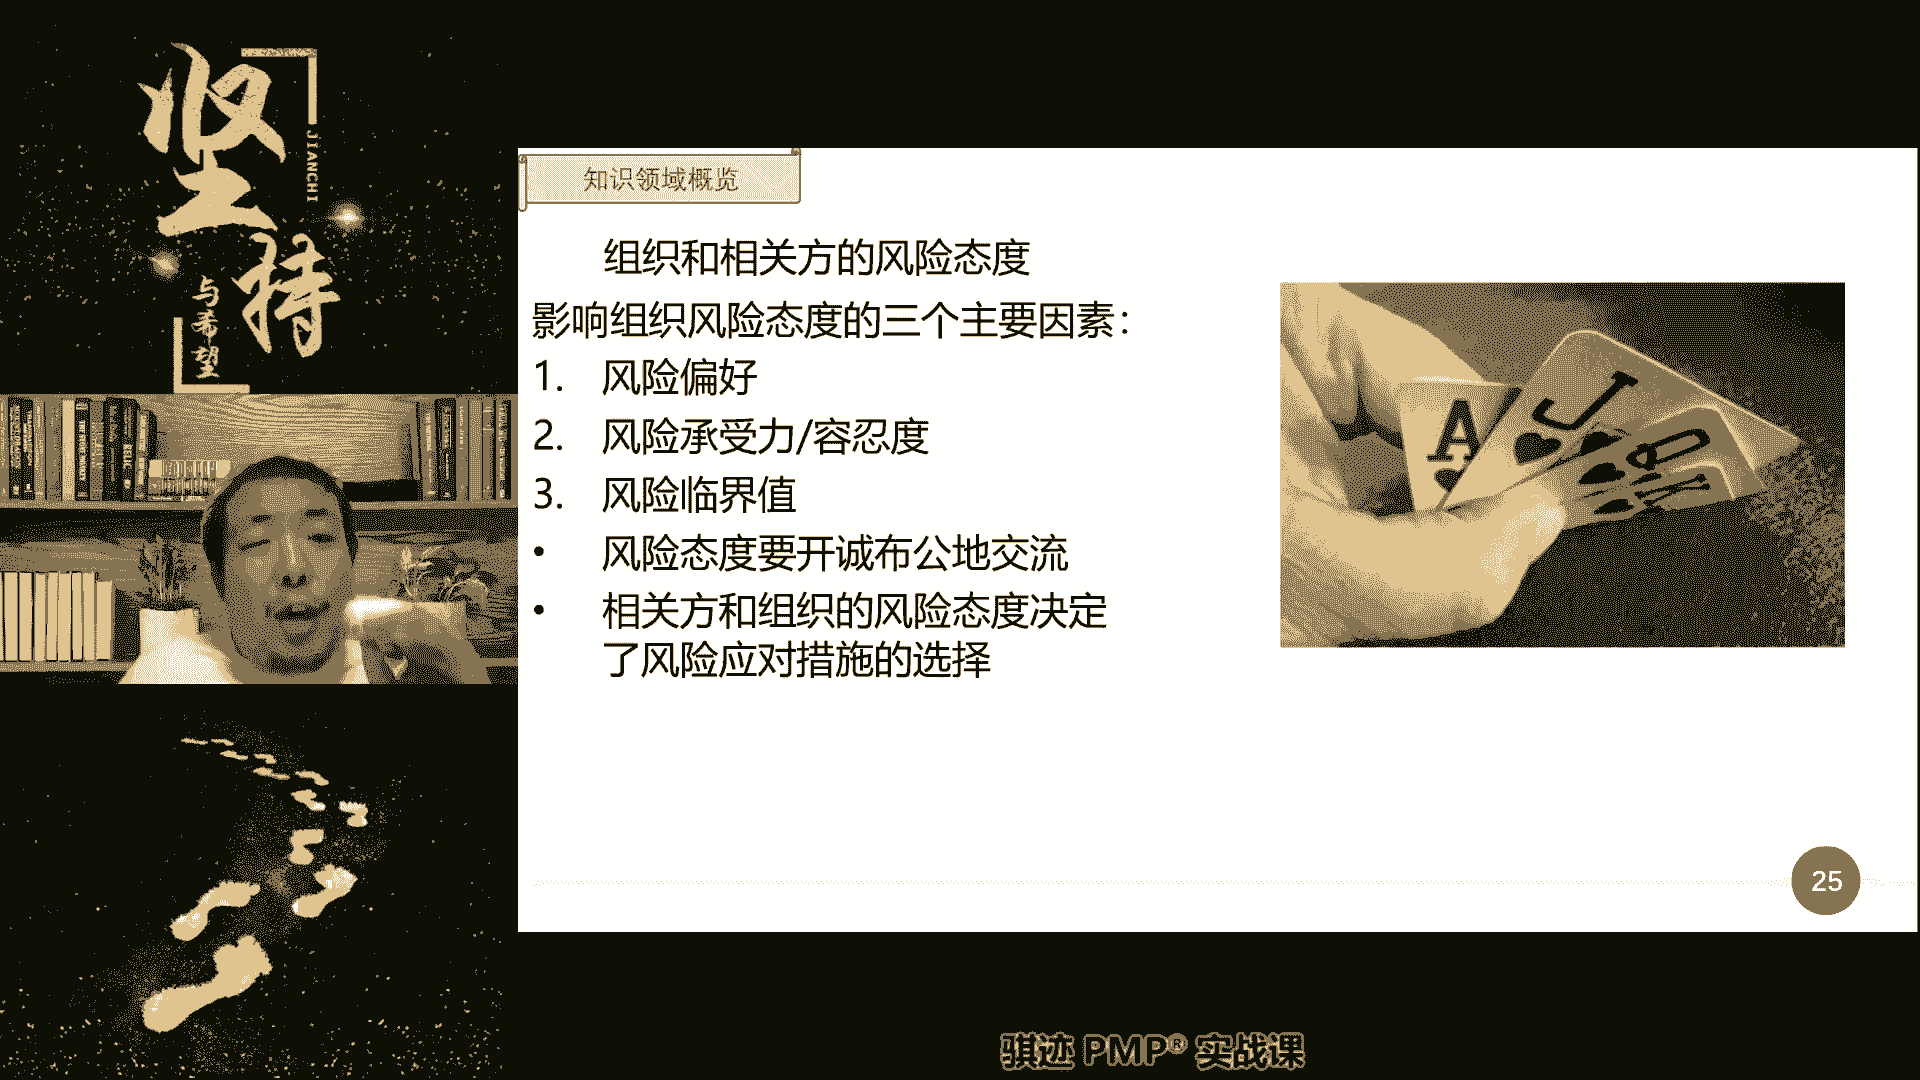 坚持
JIANCHI
与希望
知识领域概览
组织和相关方的风险态度
影响组织风险态度的三个主要因素：
1. 风险偏好
2. 风险承受力/容忍度
3. 风险临界值
• 风险态度要开诚布公地交流
• 相关方和组织的风险态度决定
了风险应对措施的选择
A
J
Q
K
25
骐迹 PMP® 实战课